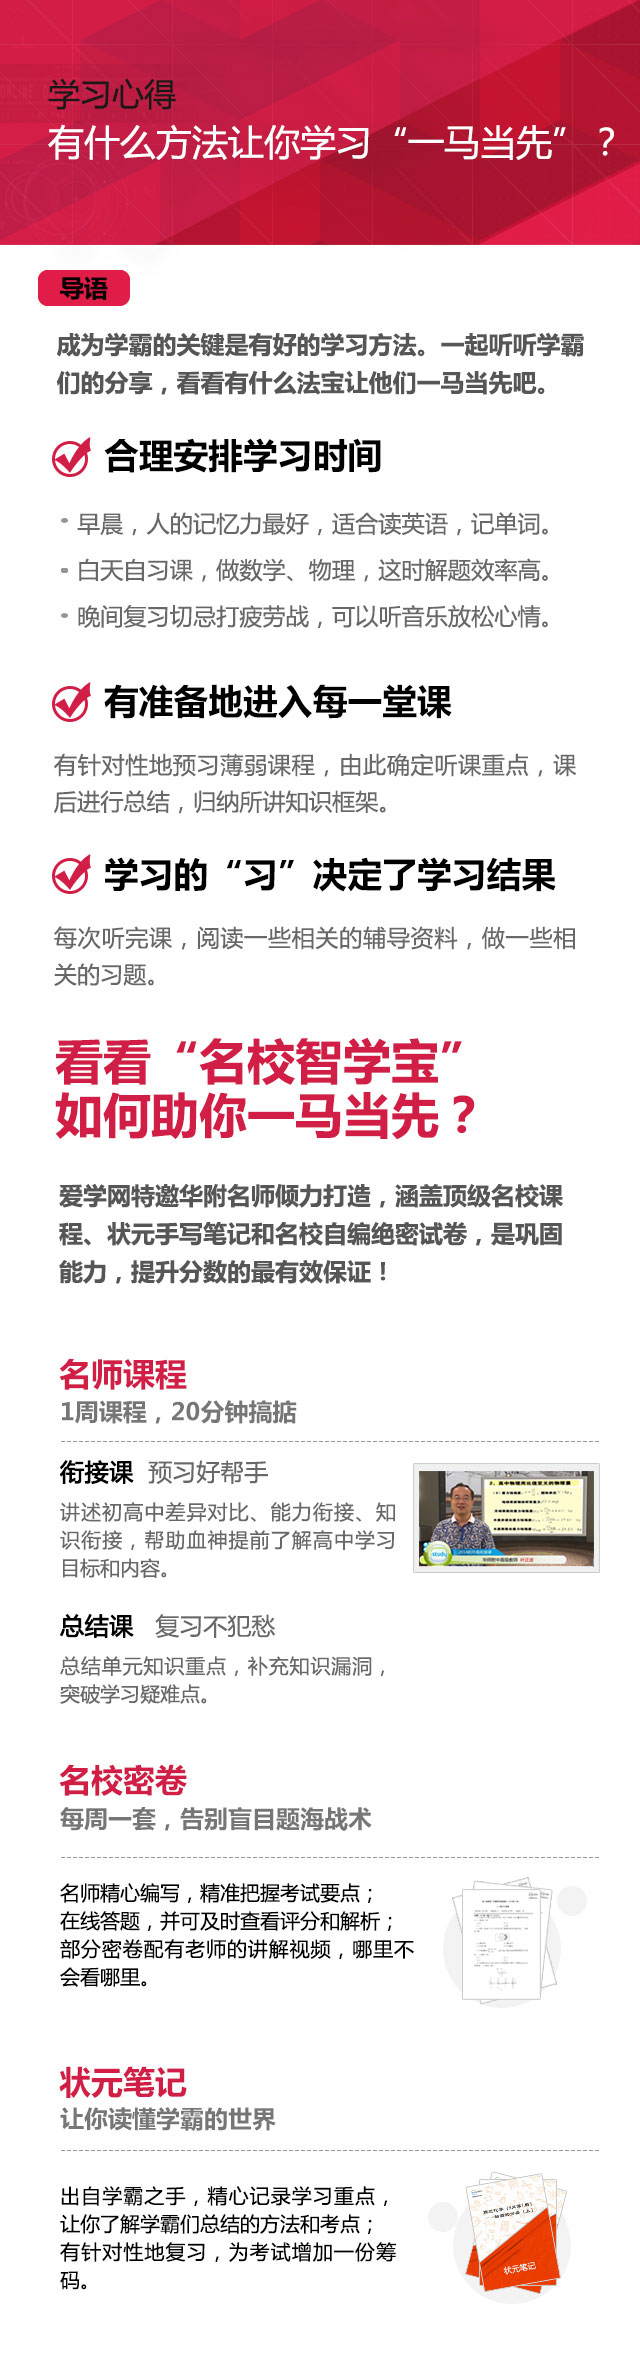 学习心得
有什么方法让你学习“一马当先”？
导语
成为学霸的关键是有好的学习方法。一起听听学霸
们的分享，看看有什么法宝让他们一马当先吧。
合理安排学习时间
·早晨，人的记忆力最好，适合读英语，记单词。
·白天自习课，做数学、物理，这时解题效率高。
·晚间复习切忌打疲劳战，可以听音乐放松心情。
有准备地进入每一堂课
有针对性地预习薄弱课程，由此确定听课重点，课
后进行总结，归纳所讲知识框架。
学习的“习”决定了学习结果
每次听完课，阅读一些相关的辅导资料，做一些相
关的习题。
看看“名校智学宝”
如何助你一马当先？
爱学网特邀华附名师倾力打造，涵盖顶级名校课
程、状元手写笔记和名校自编绝密试卷，是巩固
能力，提升分数的最有效保证！
名师课程
1周课程，20分钟搞掂
衔接课 预习好帮手
讲述初高中差异对比、能力衔接、知
识衔接，帮助血神提前了解高中学习
目标和内容。
study
总结课 复习不犯愁
总结单元知识重点，补充知识漏洞，
突破学习疑难点。
名校密卷
每周一套，告别盲目题海战术
名师精心编写，精准把握考试要点；
在线答题，并可及时查看评分和解析；
部分密卷配有老师的讲解视频，哪里不
会看哪里。
状元笔记
让你读懂学霸的世界
出自学霸之手，精心记录学习重点，
让你了解学霸们总结的方法和考点；
有针对性地复习，为考试增加一份筹
码。
状元笔记